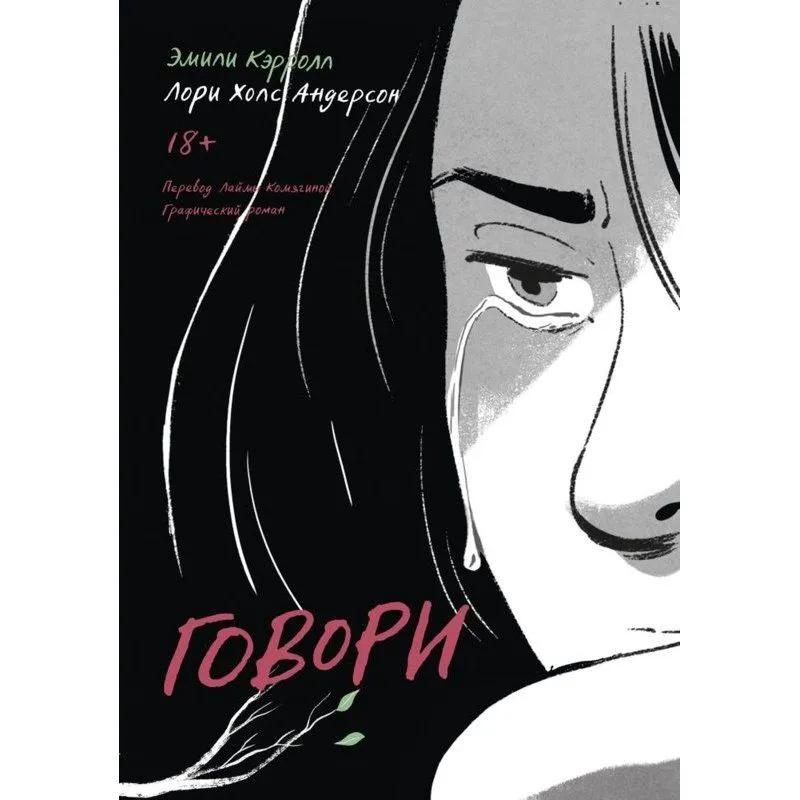 Эмили Кэрролл
Лори Холс Андерсон
18+
Перевод Лаймы Комягиной
Графический роман
ГОВОРИ